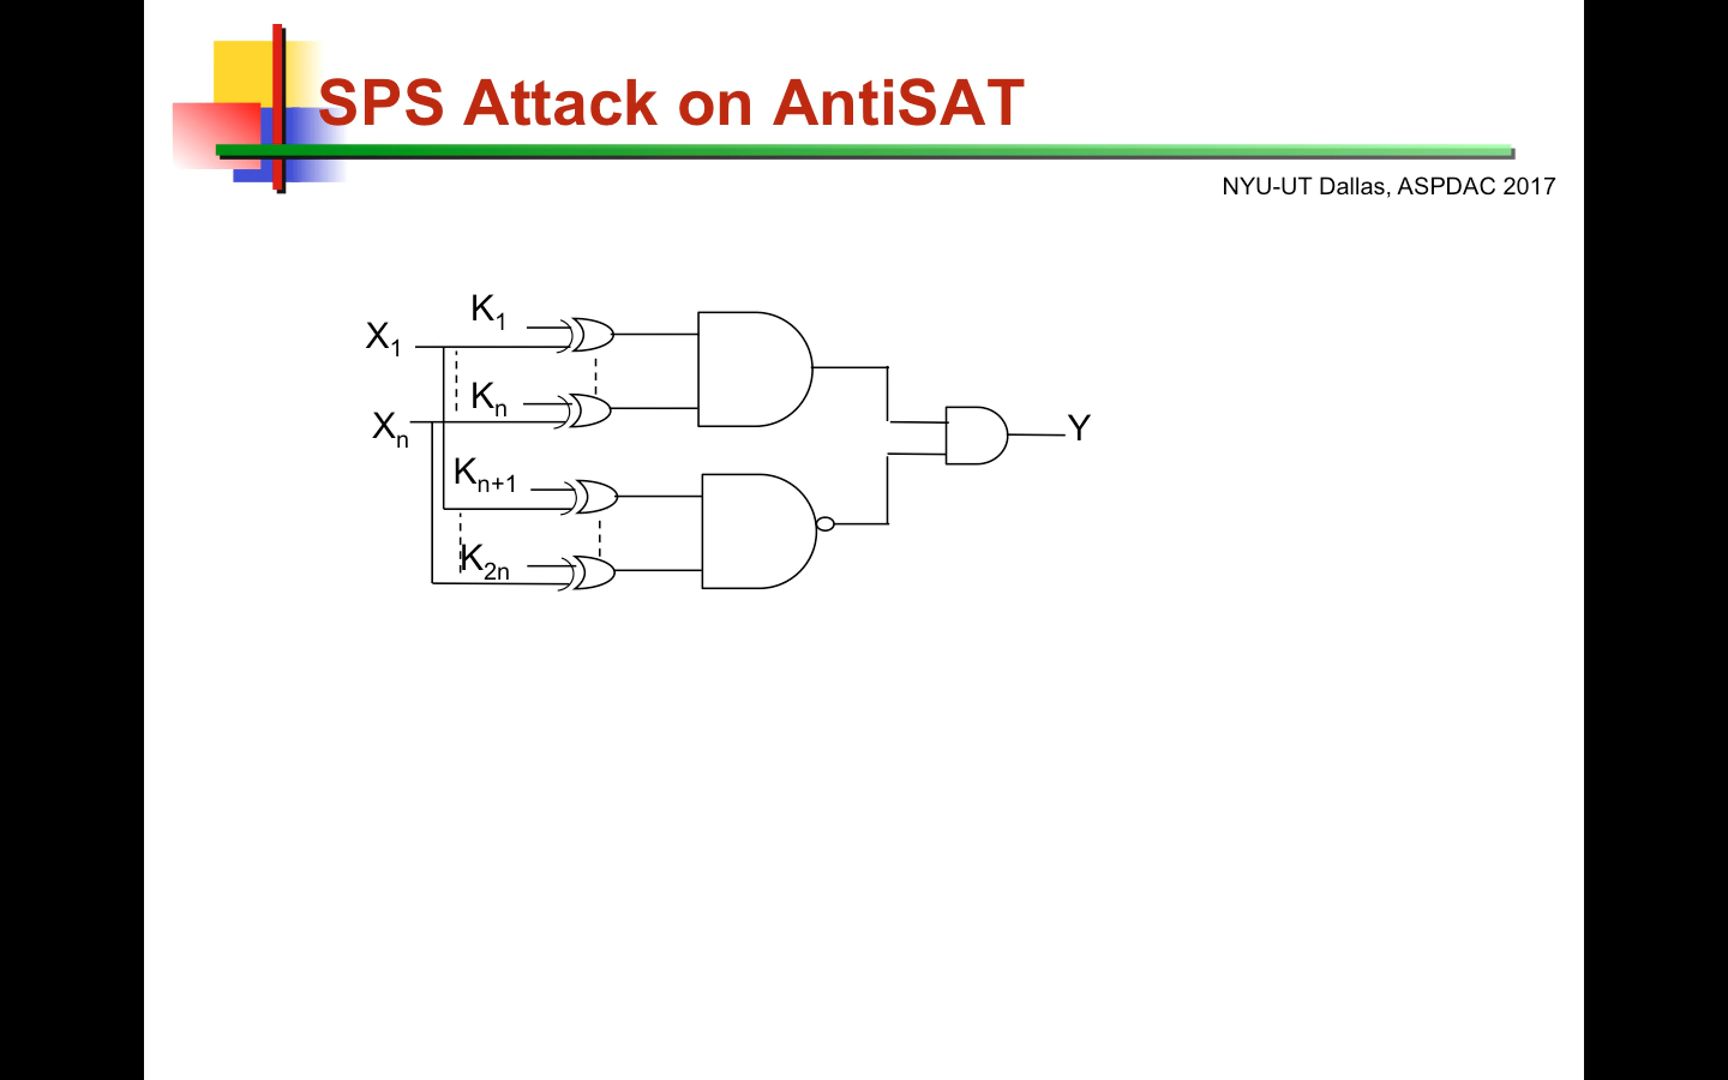 SPS Attack on AntiSAT
NYU-UT Dallas, ASPDAC 2017
K1
X1
Kn
Xn
Y
Kn+1
K2n